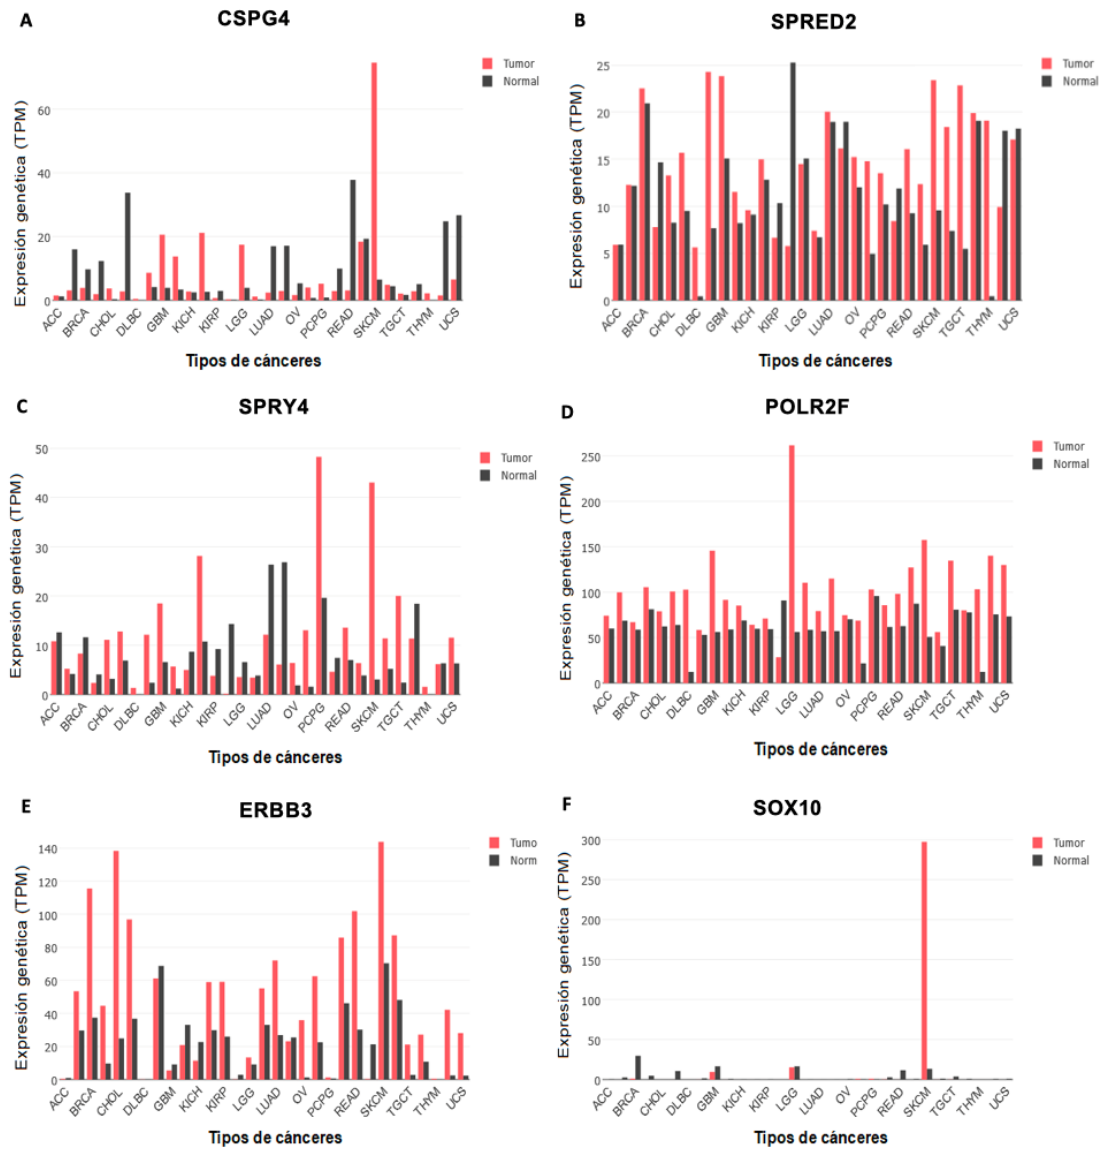 A
CSPG4
Tumor
Normal
Expresión genética (TPM)
60
40
20
0
ACC
BRCA
CHOL
DLBC
GBM
KICH
KIRP
LGG
LUAD
OV
PCPG
READ
SKCM
TGCT
THYM
UCS
Tipos de cánceres
B
SPRED2
Tumor
Normal
Expresión genética (TPM)
25
20
15
10
5
0
ACC
BRCA
CHOL
DLBC
GBM
KICH
KIRP
LGG
LUAD
OV
PCPG
READ
SKCM
TGCT
THYM
UCS
Tipos de cánceres
C
SPRY4
Tumor
Normal
Expresión genética (TPM)
50
40
30
20
10
0
ACC
BRCA
CHOL
DLBC
GBM
KICH
KIRP
LGG
LUAD
OV
PCPG
READ
SKCM
TGCT
THYM
UCS
Tipos de cánceres
D
POLR2F
Tumor
Normal
Expresión genética (TPM)
250
200
150
100
50
0
ACC
BRCA
CHOL
DLBC
GBM
KICH
KIRP
LGG
LUAD
OV
PCPG
READ
SKCM
TGCT
THYM
UCS
Tipos de cánceres
E
ERBB3
Tumo
Norm
Expresión genética (TPM)
140
120
100
80
60
40
20
0
ACC
BRCA
CHOL
DLBC
GBM
KICH
KIRP
LGG
LUAD
OV
PCPG
READ
SKCM
TGCT
THYM
UCS
Tipos de cánceres
F
SOX10
Tumor
Normal
Expresión genética (TPM)
300
250
200
150
100
50
0
ACC
BRCA
CHOL
DLBC
GBM
KICH
KIRP
LGG
LUAD
OV
PCPG
READ
SKCM
TGCT
THYM
UCS
Tipos de cánceres